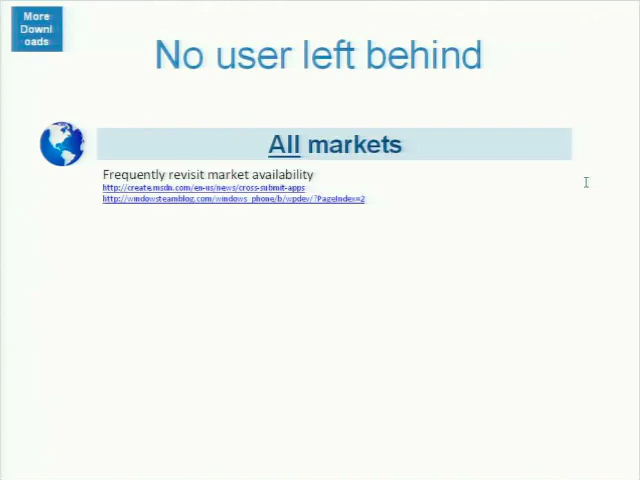 More
Downl
oads
No user left behind
All markets
Frequently revisit market availability
http://create.msdn.com/en-us/news/cross-submit-apps
http://windowsteamblog.com/windows_phone/b/wpdev/?PageIndex=2